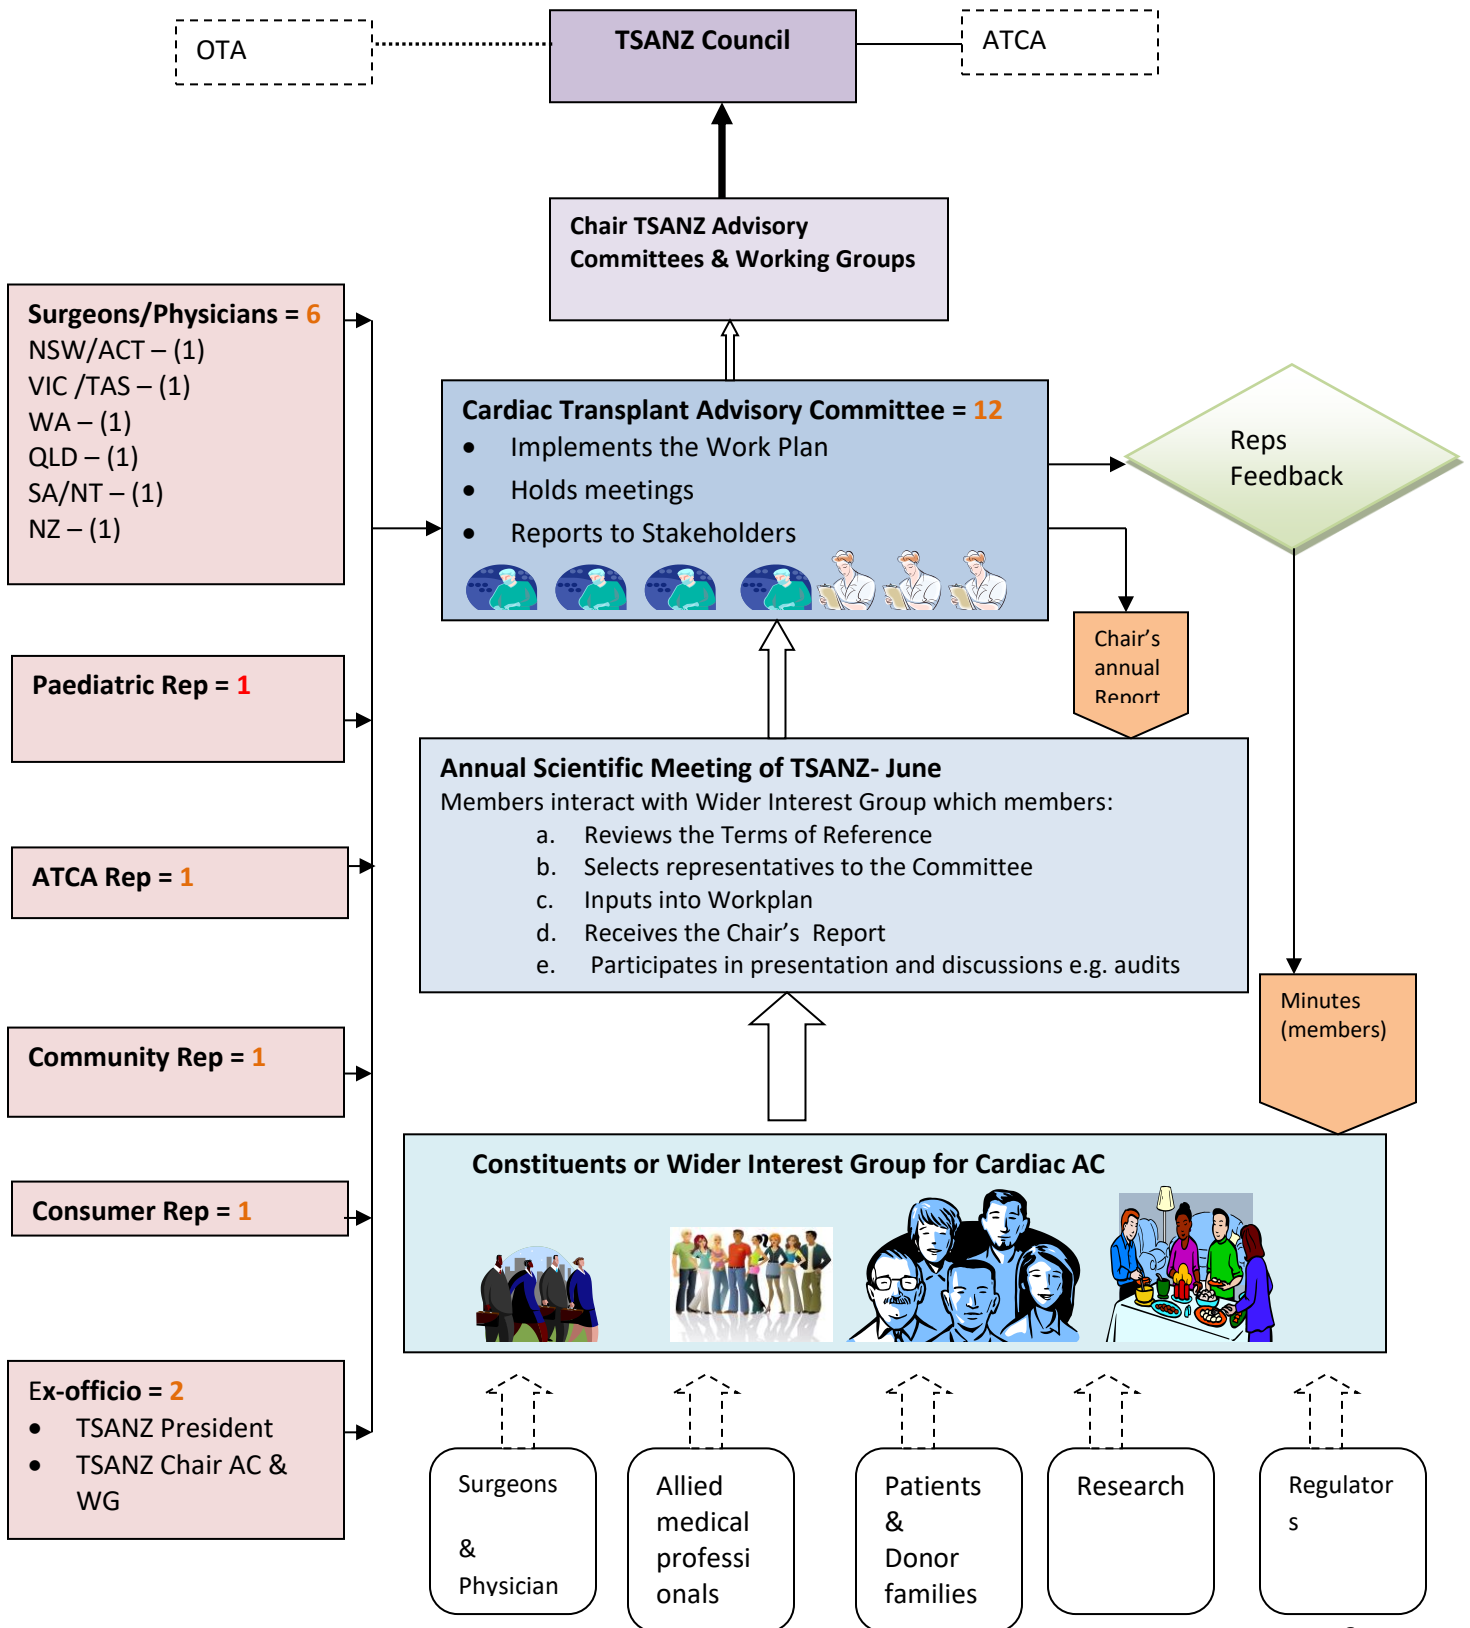 OTA
TSANZ Council
ATCA
Chair TSANZ Advisory
Committees & Working Groups
Surgeons/Physicians = 6
NSW/ACT – (1)
VIC /TAS – (1)
WA – (1)
QLD – (1)
SA/NT – (1)
NZ – (1)
Cardiac Transplant Advisory Committee = 12
• Implements the Work Plan
• Holds meetings
• Reports to Stakeholders
Reps
Feedback
Chair's
annual
Report
Paediatric Rep = 1
Annual Scientific Meeting of TSANZ- June
Members interact with Wider Interest Group which members:
a. Reviews the Terms of Reference
b. Selects representatives to the Committee
c. Inputs into Workplan
d. Receives the Chair's  Report
e. Participates in presentation and discussions e.g. audits
ATCA Rep = 1
Minutes
(members)
Community Rep = 1
Constituents or Wider Interest Group for Cardiac AC
Consumer Rep = 1
Ex-officio = 2
• TSANZ President
• TSANZ Chair AC &
WG
Surgeons
&
Physician
Allied
medical
professi
onals
Patients
&
Donor
families
Research
Regulator
s